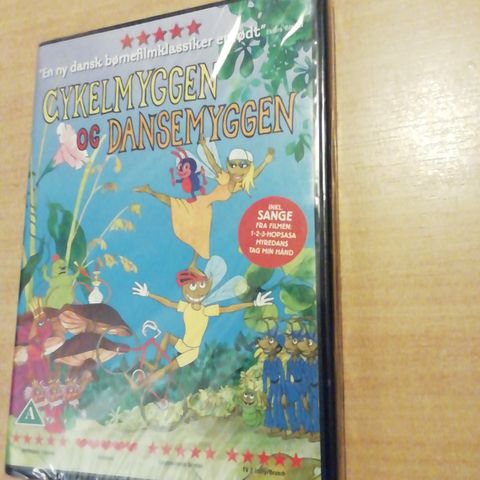 "En ny dansk børnefilmklassiker er født"
CYKELMYGGEN
OG DANSEMYGGEN
INKL.
SANGE
FRA FILMEN:
1-2-3-HOPSASA
MYREDANS
TAG MIN HÅND
A